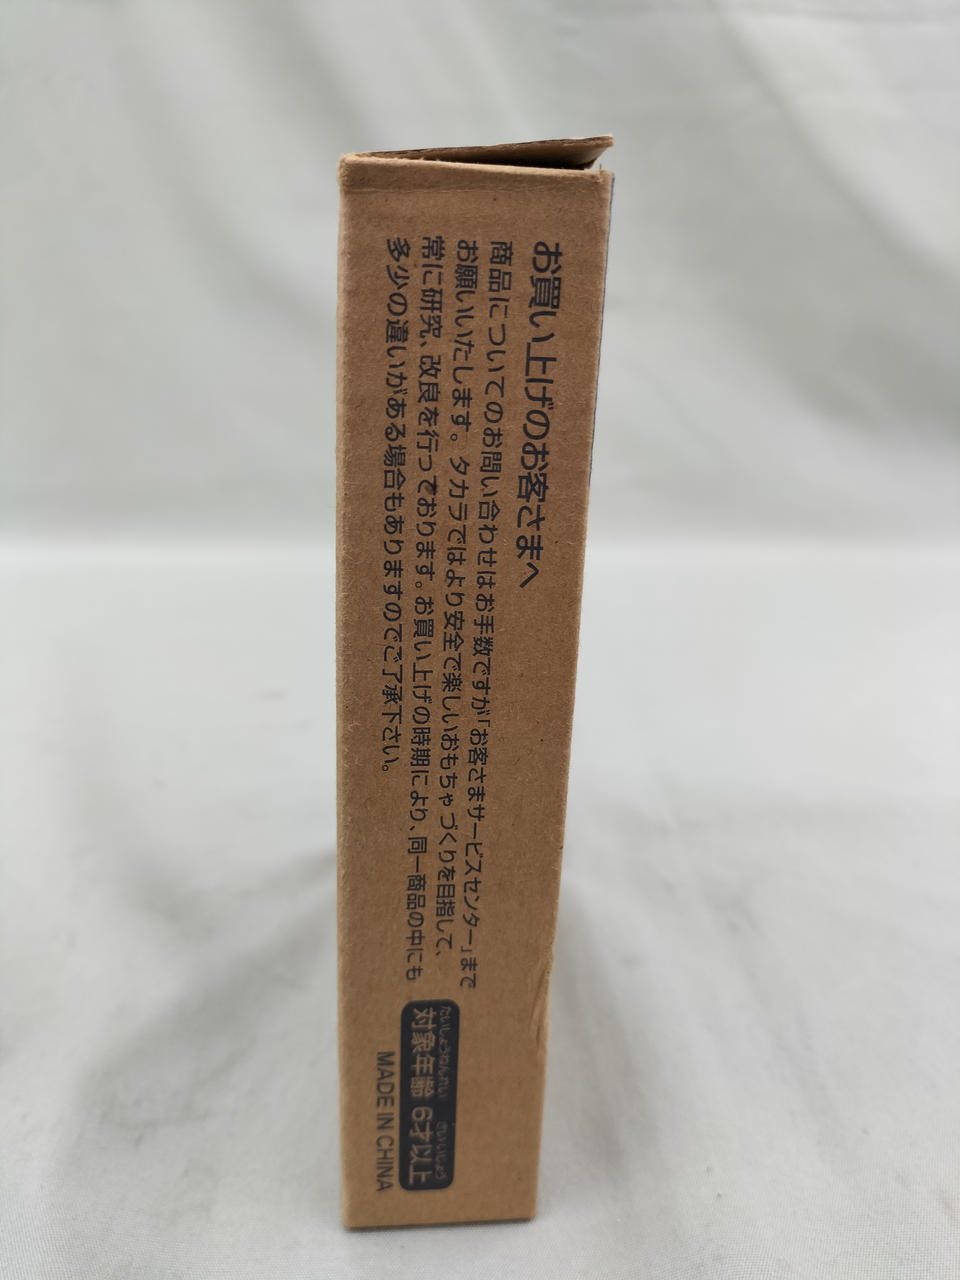 お買い上げのお客さまへ
商品についてのお問い合わせはお手数ですが「お客さまサービスセンター」まで
お願いいたします。タカラではより安全で楽しいおもちゃづくりを目指して、
常に研究、改良を行っております。お買い上げの時期により、同一商品の中にも
多少の違いがある場合もありますのでご了承下さい。
たいしょうねんれい さいいじょう
対象年齢 6才以上
MADE IN CHINA